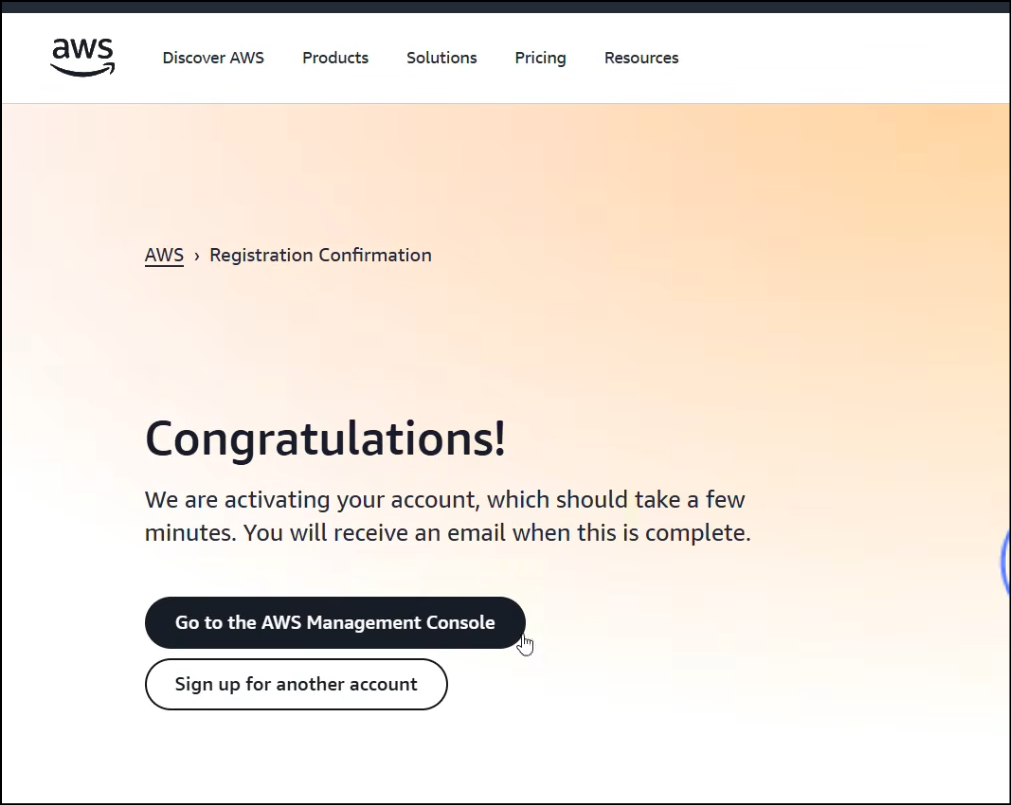 aws
Discover AWS Products Solutions Pricing Resources
AWS › Registration Confirmation
Congratulations!
We are activating your account, which should take a few
minutes. You will receive an email when this is complete.
Go to the AWS Management Console
Sign up for another account